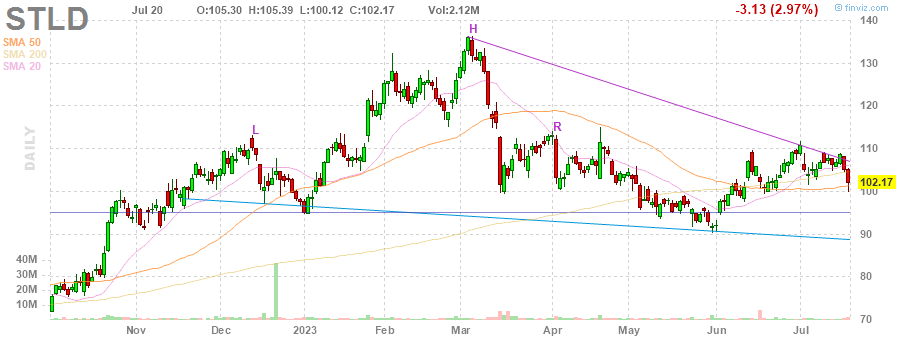 STLD
Jul 20
O:105.30 H:105.39 L:100.12 C:102.17 Vol:2.12M
-3.13 (2.97%)
finviz.com
SMA 50
SMA 200
SMA 20
DAILY
H
L
R
140
130
120
110
102.17
100
90
80
70
40M
30M
20M
10M
Nov Dec 2023 Feb Mar Apr May Jun Jul